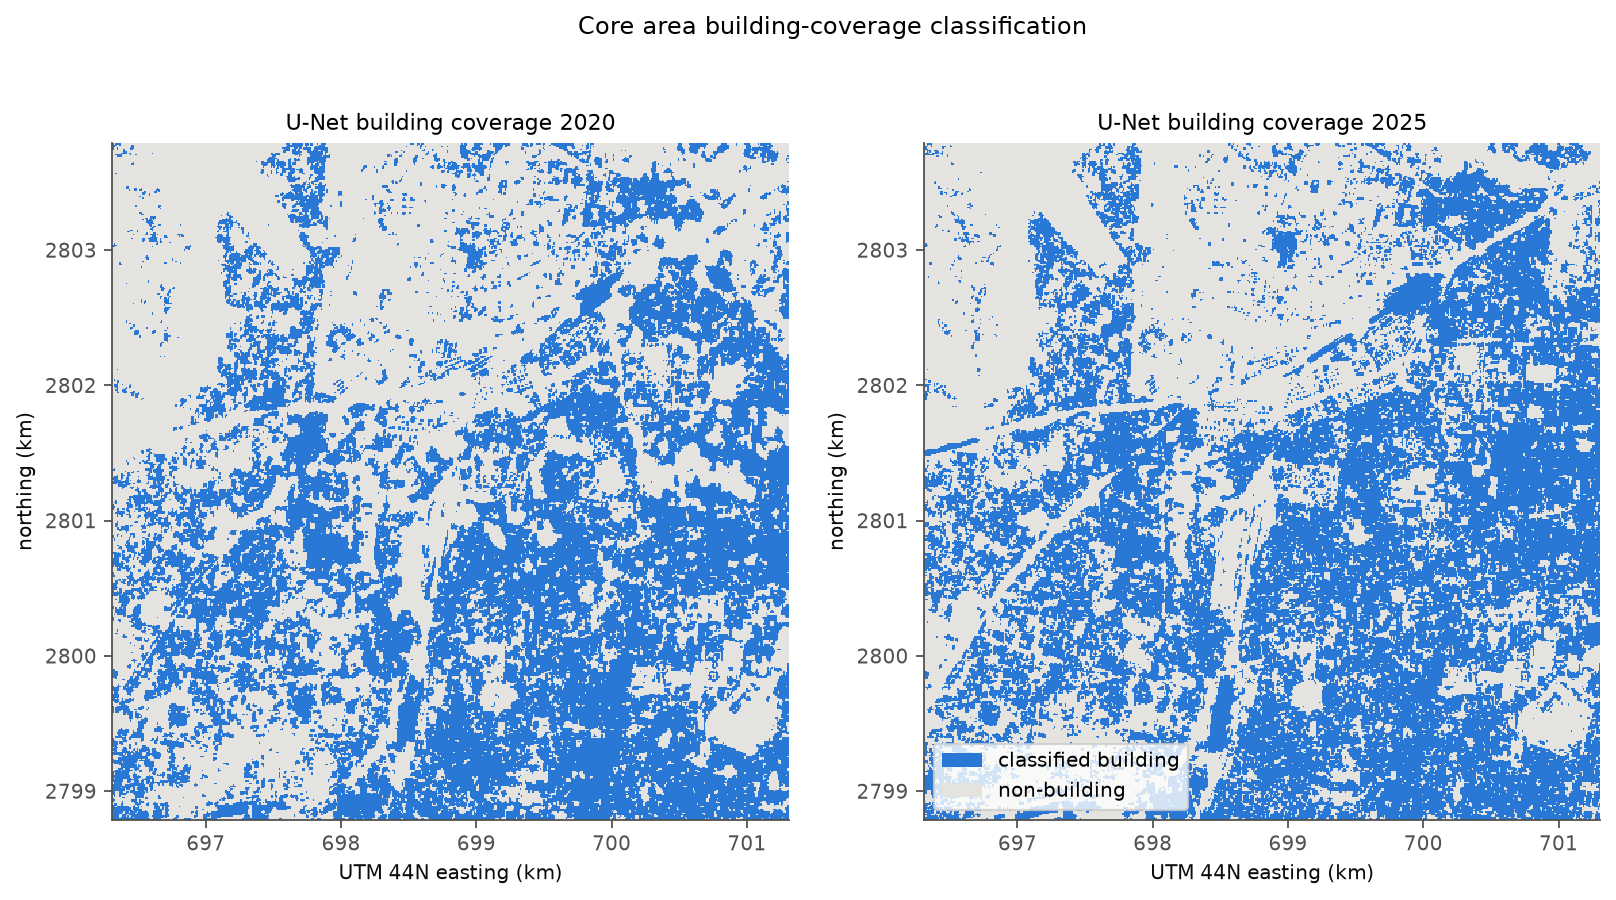 Core area building-coverage classification
U-Net building coverage 2020
U-Net building coverage 2025
2803
2802
2801
2800
2799
northing (km)
697
698
699
700
701
UTM 44N easting (km)
2803
2802
2801
2800
2799
northing (km)
classified building
non-building
697
698
699
700
701
UTM 44N easting (km)